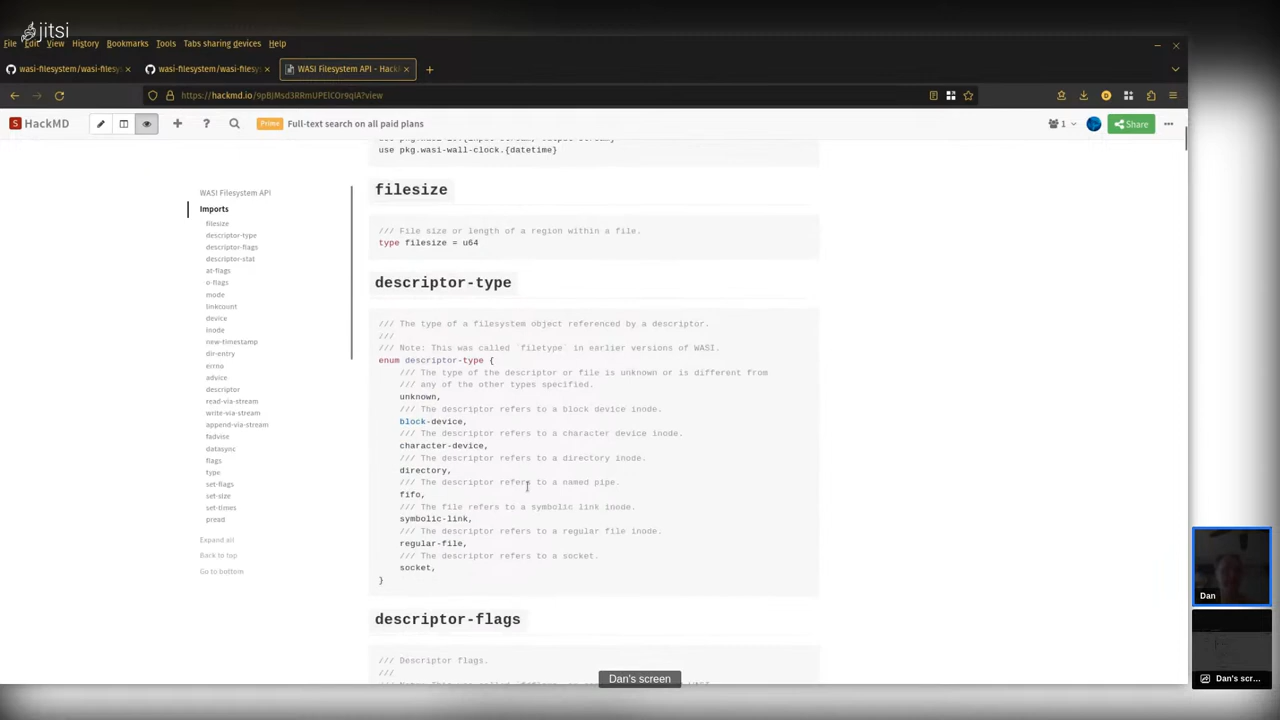 jitsi
File Edit View History Bookmarks Tools Tabs sharing devices Help
wasi-filesystem/wasi-filesy
wasi-filesystem/wasi-filesy
WASI Filesystem API - HackM
https://hackmd.io/9pBJMsd3RRmUPElCOr9qIA?view
HackMD
Prime Full-text search on all paid plans
1
Share
use pkg.wasi-wall-clock.{datetime}
WASI Filesystem API
Imports
filesize
descriptor-type
descriptor-flags
descriptor-stat
at-flags
o-flags
mode
linkcount
device
inode
new-timestamp
dir-entry
errno
advice
descriptor
read-via-stream
write-via-stream
append-via-stream
fadvise
datasync
flags
type
set-flags
set-size
set-times
pread
Expand all
Back to top
Go to bottom
filesize
/// File size or length of a region within a file.
type filesize = u64
descriptor-type
/// The type of a filesystem object referenced by a descriptor.
///
/// Note: This was called `filetype` in earlier versions of WASI.
enum descriptor-type {
/// The type of the descriptor or file is unknown or is different from
/// any of the other types specified.
unknown,
/// The descriptor refers to a block device inode.
block-device,
/// The descriptor refers to a character device inode.
character-device,
/// The descriptor refers to a directory inode.
directory,
/// The descriptor refers to a named pipe.
fifo,
/// The file refers to a symbolic link inode.
symbolic-link,
/// The descriptor refers to a regular file inode.
regular-file,
/// The descriptor refers to a socket.
socket,
}
descriptor-flags
/// Descriptor flags.
///
Dan
Dan's screen
Dan's scr...